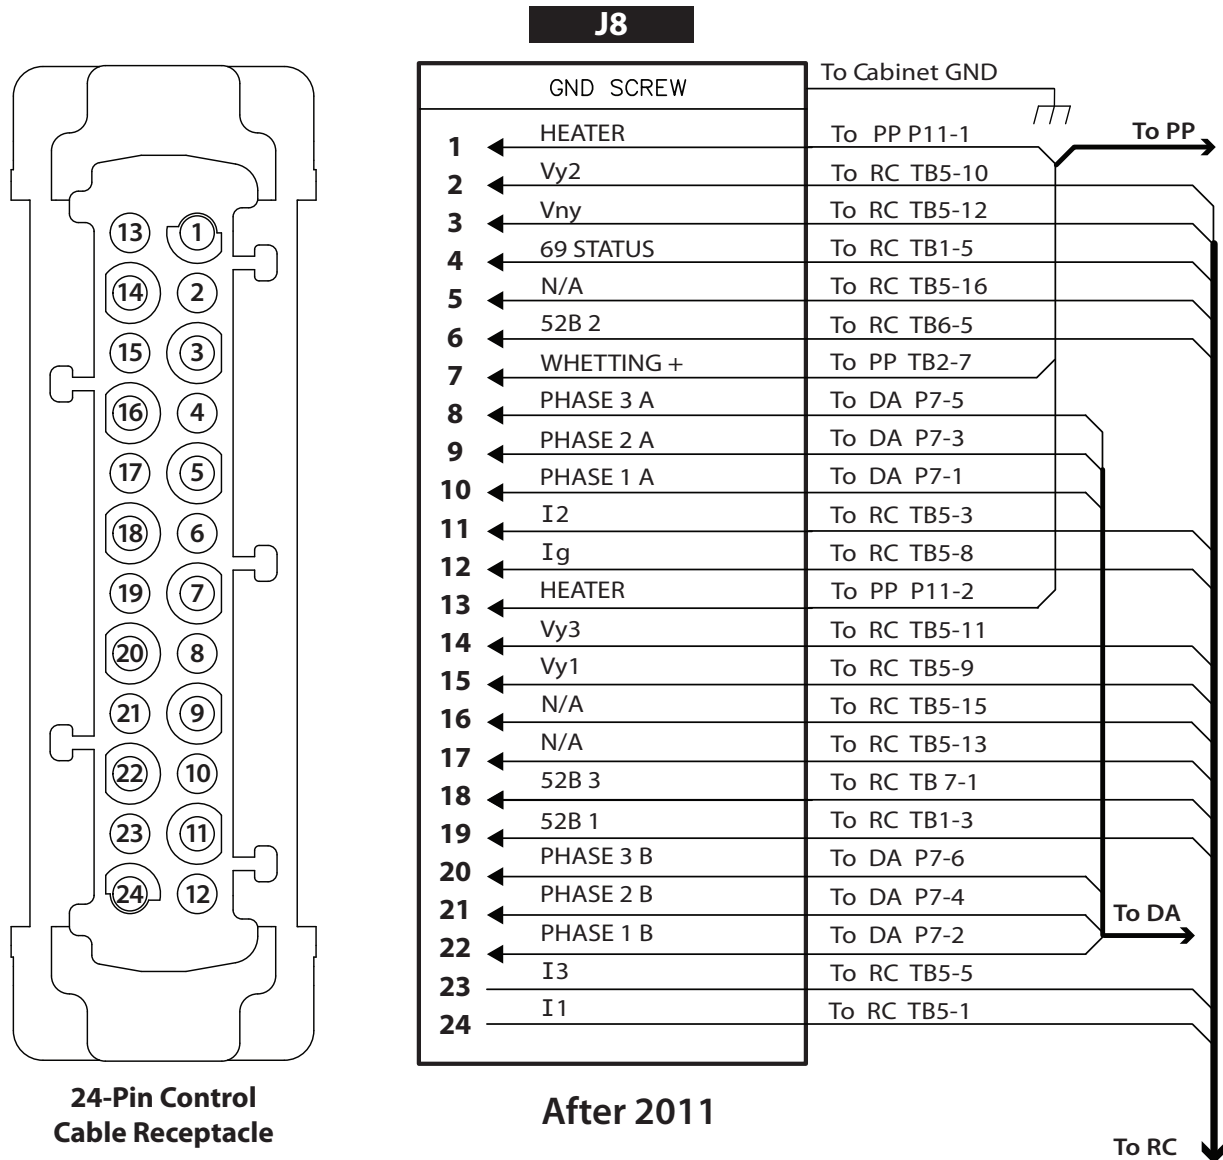 J8
GND SCREW To Cabinet GND
1 HEATER To PP P11-1 To PP
2 Vy2 To RC TB5-10
3 Vny To RC TB5-12
4 69 STATUS To RC TB1-5
5 N/A To RC TB5-16
6 52B 2 To RC TB6-5
7 WHETTING + To PP TB2-7
8 PHASE 3 A To DA P7-5
9 PHASE 2 A To DA P7-3
10 PHASE 1 A To DA P7-1
11 I2 To RC TB5-3
12 Ig To RC TB5-8
13 HEATER To PP P11-2
14 Vy3 To RC TB5-11
15 Vy1 To RC TB5-9
16 N/A To RC TB5-15
17 N/A To RC TB5-13
18 52B 3 To RC TB 7-1
19 52B 1 To RC TB1-3
20 PHASE 3 B To DA P7-6
21 PHASE 2 B To DA P7-4 To DA
22 PHASE 1 B To DA P7-2
23 I3 To RC TB5-5
24 I1 To RC TB5-1
13 1
14 2
15 3
16 4
17 5
18 6
19 7
20 8
21 9
22 10
23 11
24 12
24-Pin Control
Cable Receptacle
After 2011
To RC